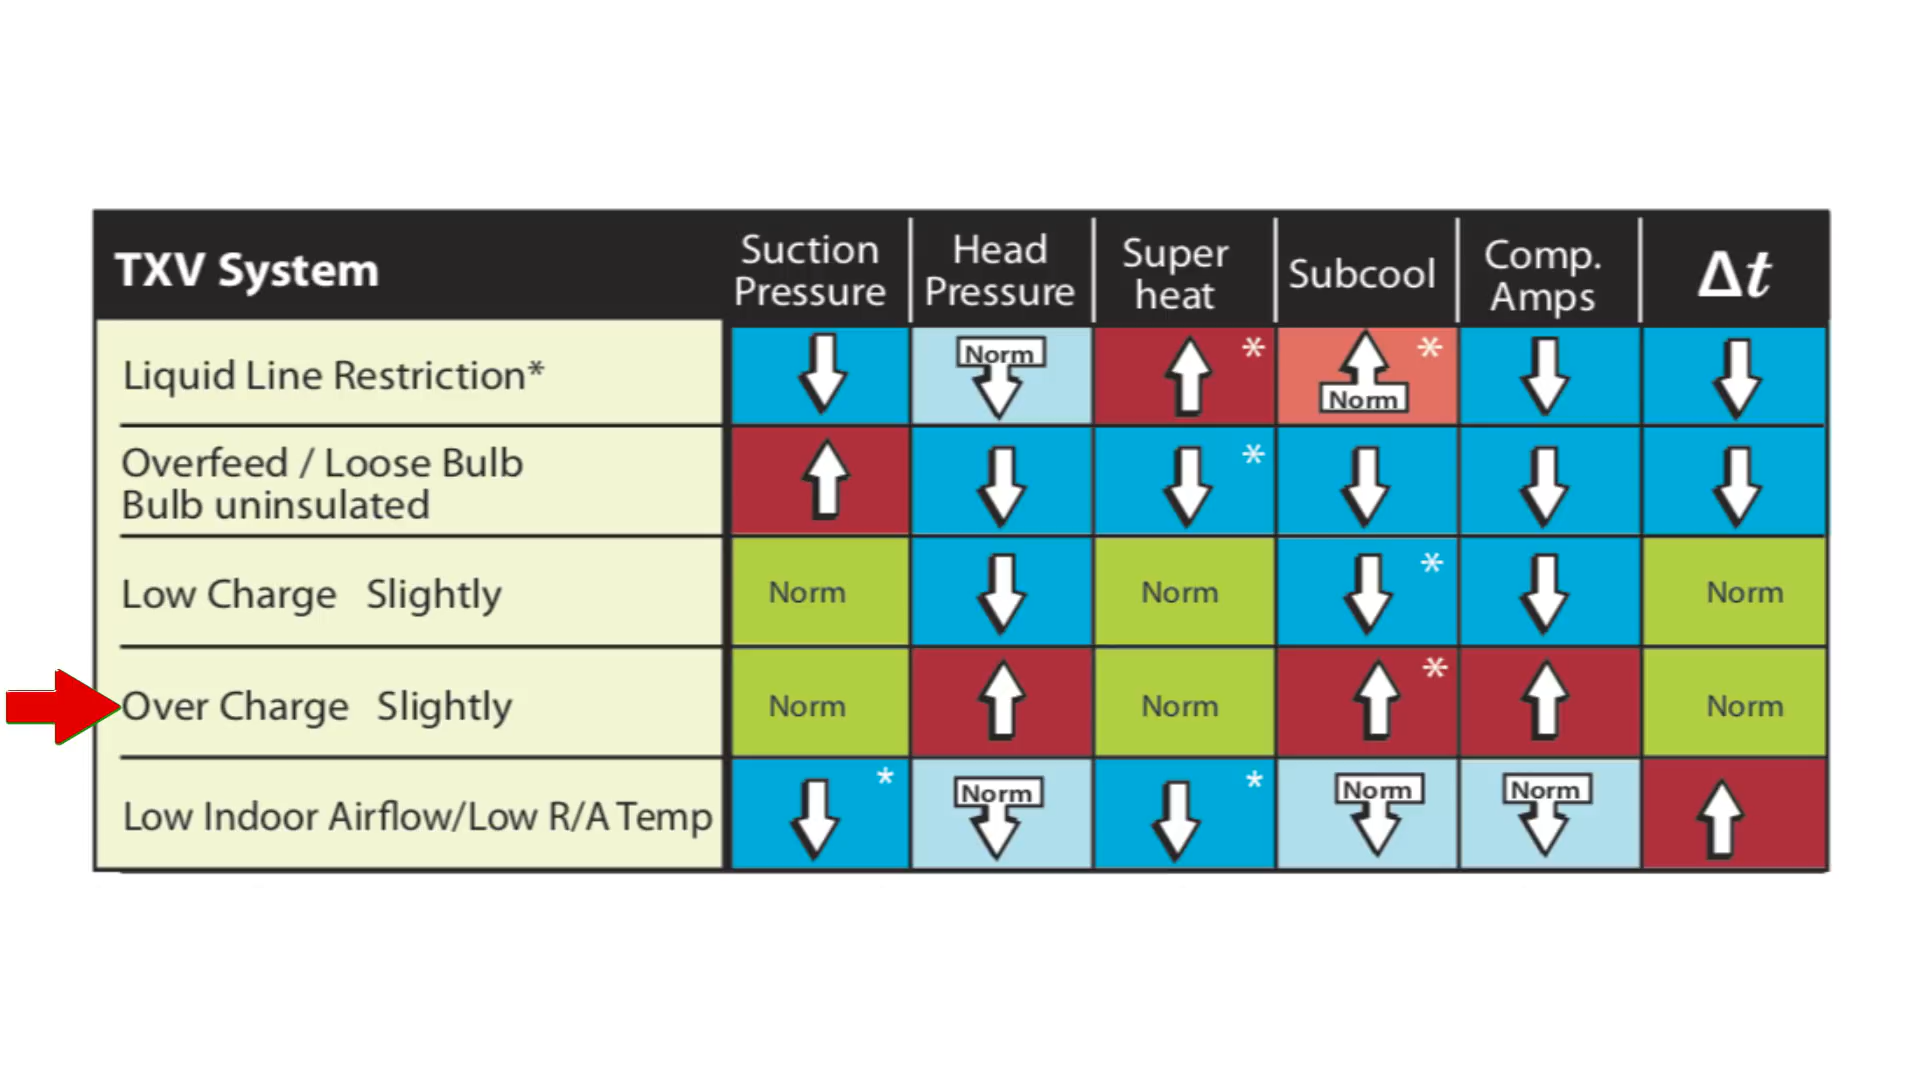 TXV System
Suction
Pressure
Head
Pressure
Super
heat
Subcool
Comp.
Amps
Δt
Liquid Line Restriction*
Norm
*
*
Norm
Overfeed / Loose Bulb
Bulb uninsulated
*
Low Charge Slightly
Norm
Norm
*
Norm
Over Charge Slightly
Norm
Norm
*
Norm
Low Indoor Airflow/Low R/A Temp
*
Norm
*
Norm
Norm